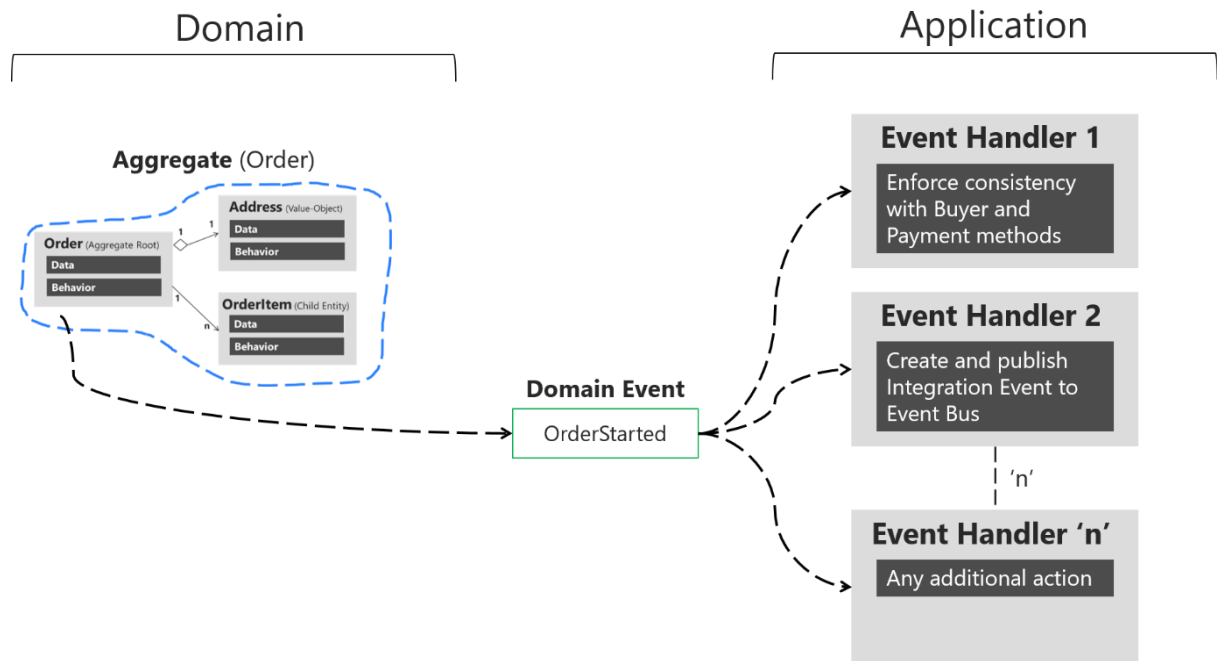 Domain
Application
Aggregate (Order)
Order (Aggregate Root)
Data
Behavior
1
1
Address (Value-Object)
Data
Behavior
1
n
OrderItem (Child Entity)
Data
Behavior
Domain Event
OrderStarted
Event Handler 1
Enforce consistency
with Buyer and
Payment methods
Event Handler 2
Create and publish
Integration Event to
Event Bus
'n'
Event Handler ‘n’
Any additional action